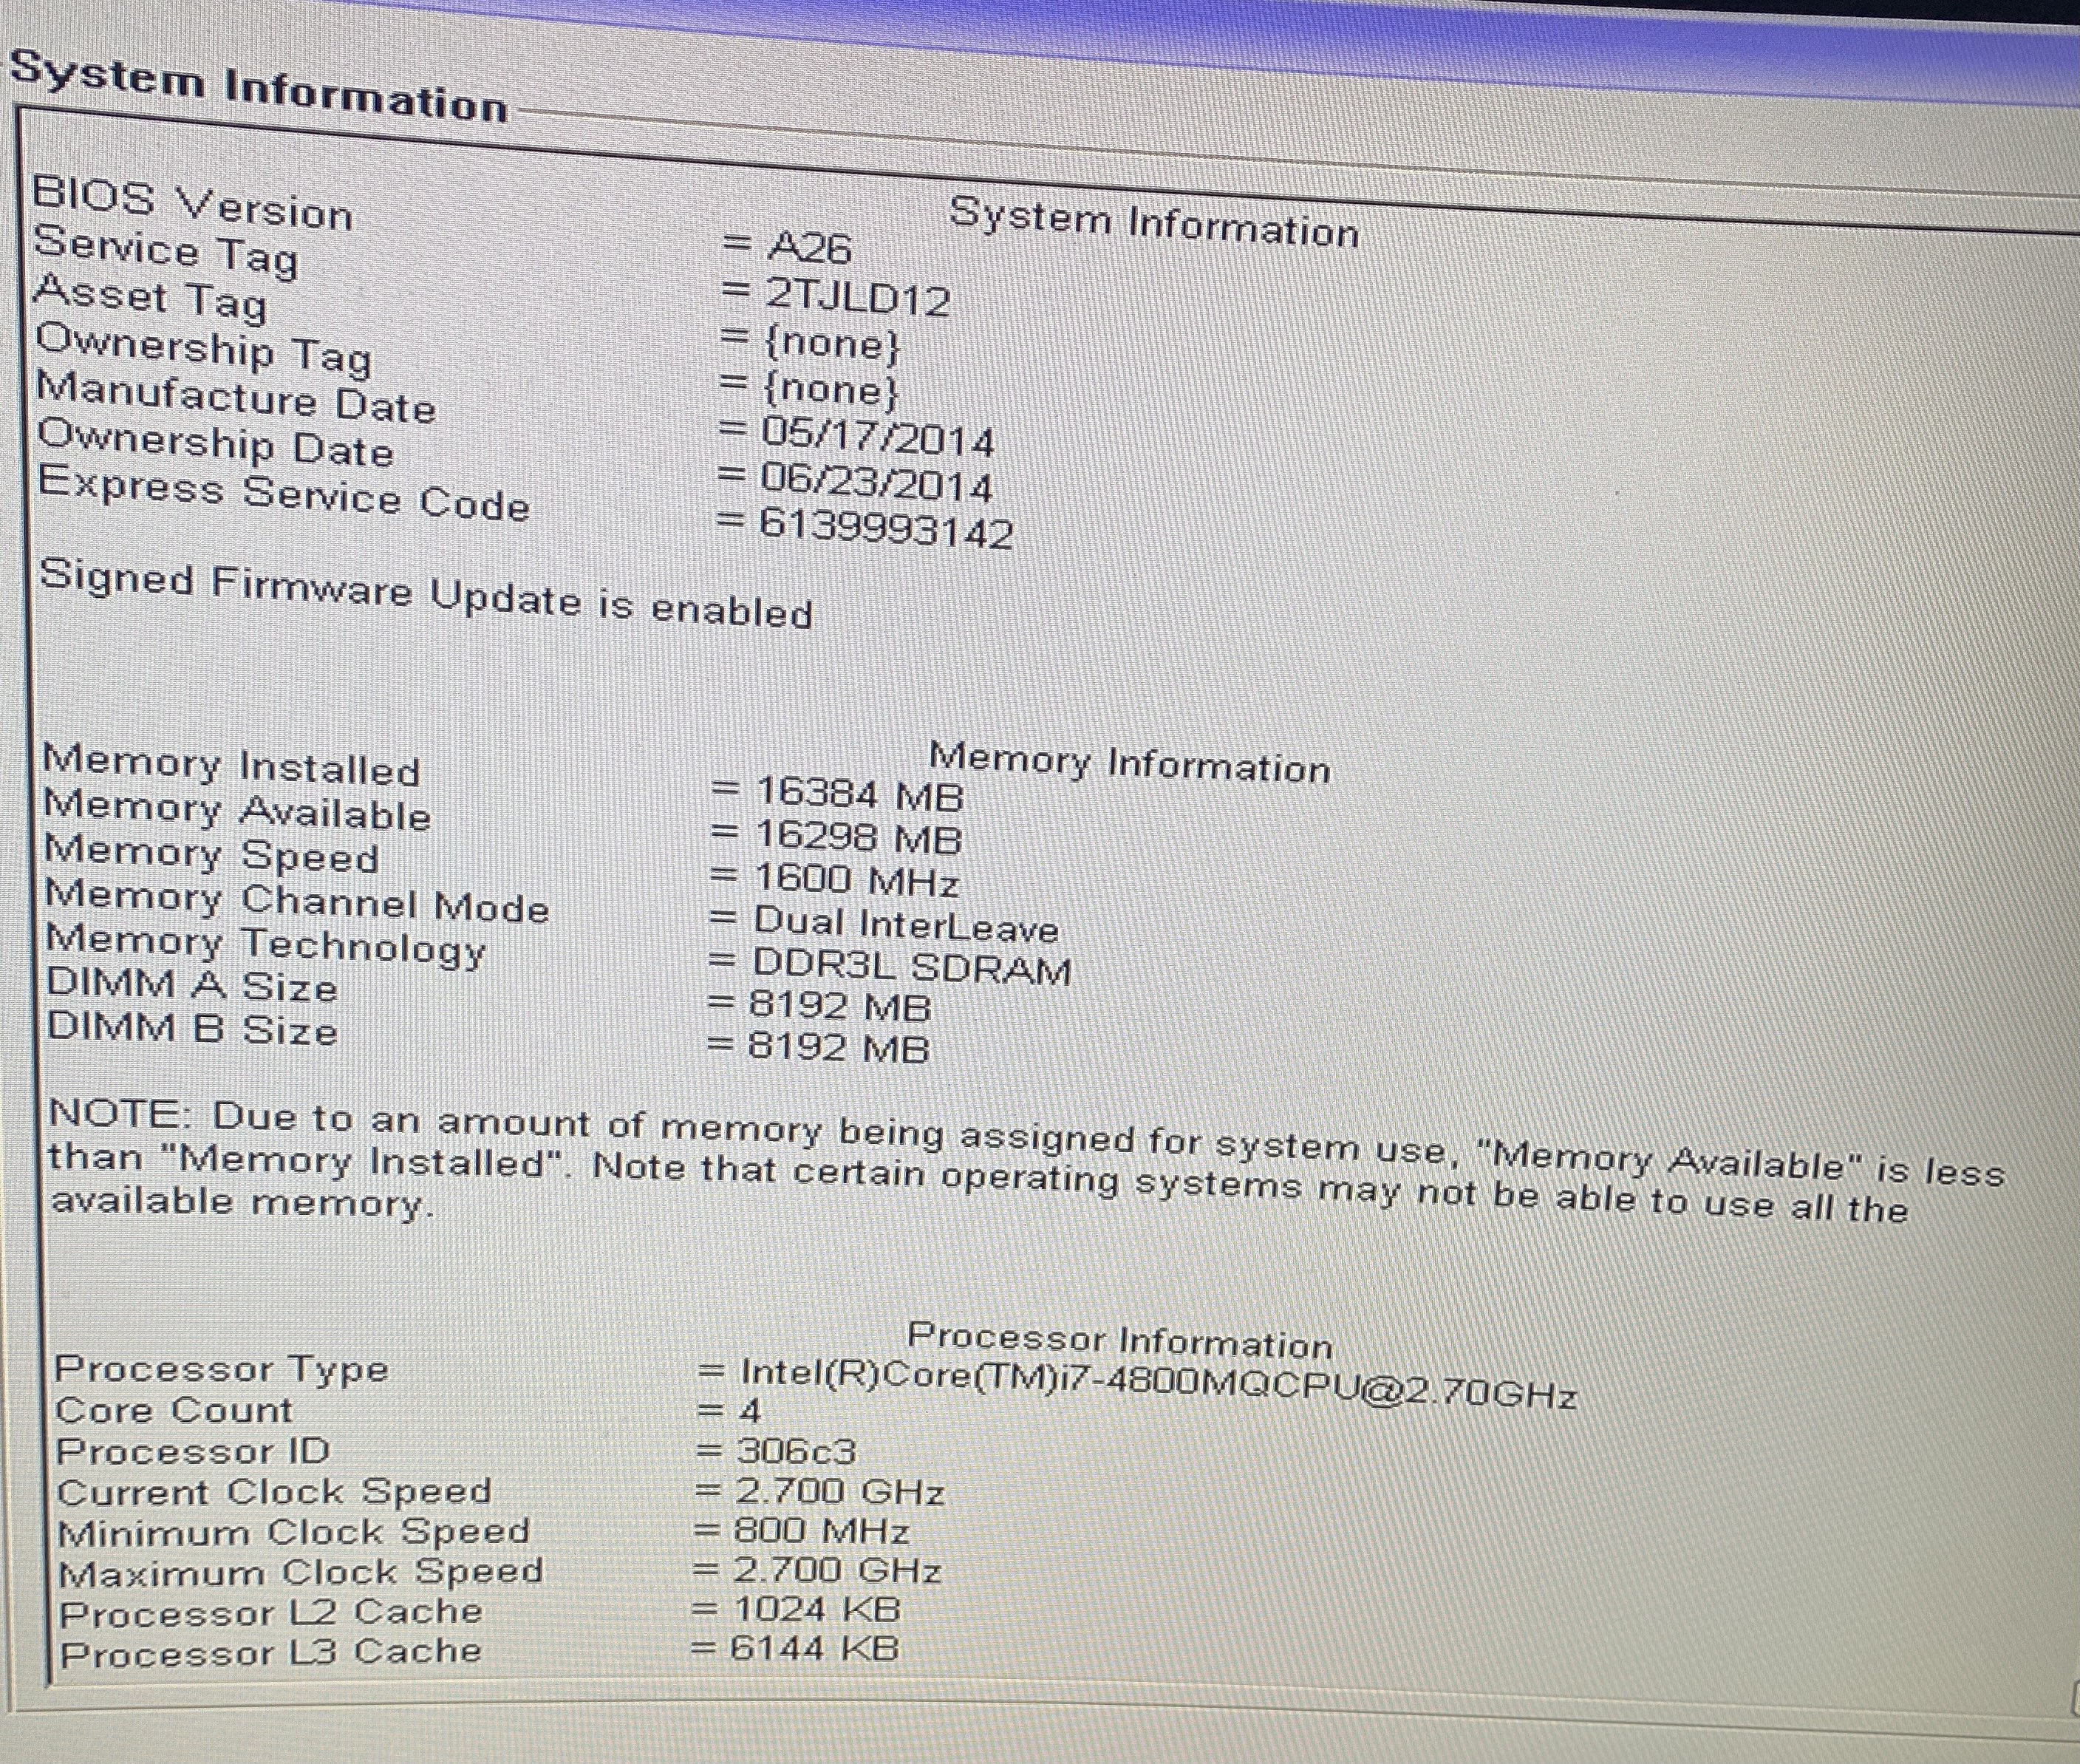 System Information
System Information
BIOS Version = A26
Service Tag = 2TJLD12
Asset Tag = {none}
Ownership Tag = {none}
Manufacture Date = 05/17/2014
Ownership Date = 06/23/2014
Express Service Code = 6139993142
Signed Firmware Update is enabled
Memory Information
Memory Installed = 16384 MB
Memory Available = 16298 MB
Memory Speed = 1600 MHz
Memory Channel Mode = Dual InterLeave
Memory Technology = DDR3L SDRAM
DIMM A Size = 8192 MB
DIMM B Size = 8192 MB
NOTE: Due to an amount of memory being assigned for system use, "Memory Available" is less
than "Memory Installed". Note that certain operating systems may not be able to use all the
available memory.
Processor Information
Processor Type = Intel(R)Core(TM)i7-4800MQCPU@2.70GHz
Core Count = 4
Processor ID = 306c3
Current Clock Speed = 2.700 GHz
Minimum Clock Speed = 800 MHz
Maximum Clock Speed = 2.700 GHz
Processor L2 Cache = 1024 KB
Processor L3 Cache = 6144 KB